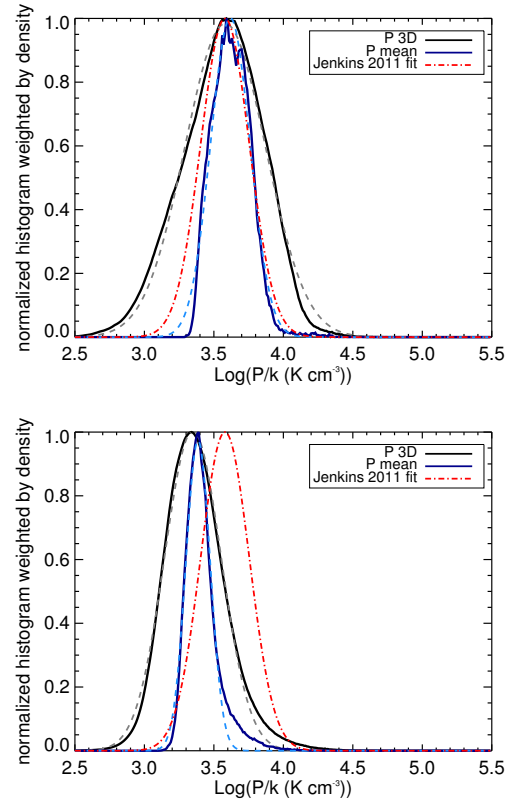 normalized histogram weighted by density
1.0
0.8
0.6
0.4
0.2
0.0
P 3D
P mean
Jenkins 2011 fit
2.5 3.0 3.5 4.0 4.5 5.0 5.5
Log(P/k (K cm⁻³))
normalized histogram weighted by density
1.0
0.8
0.6
0.4
0.2
0.0
P 3D
P mean
Jenkins 2011 fit
2.5 3.0 3.5 4.0 4.5 5.0 5.5
Log(P/k (K cm⁻³))